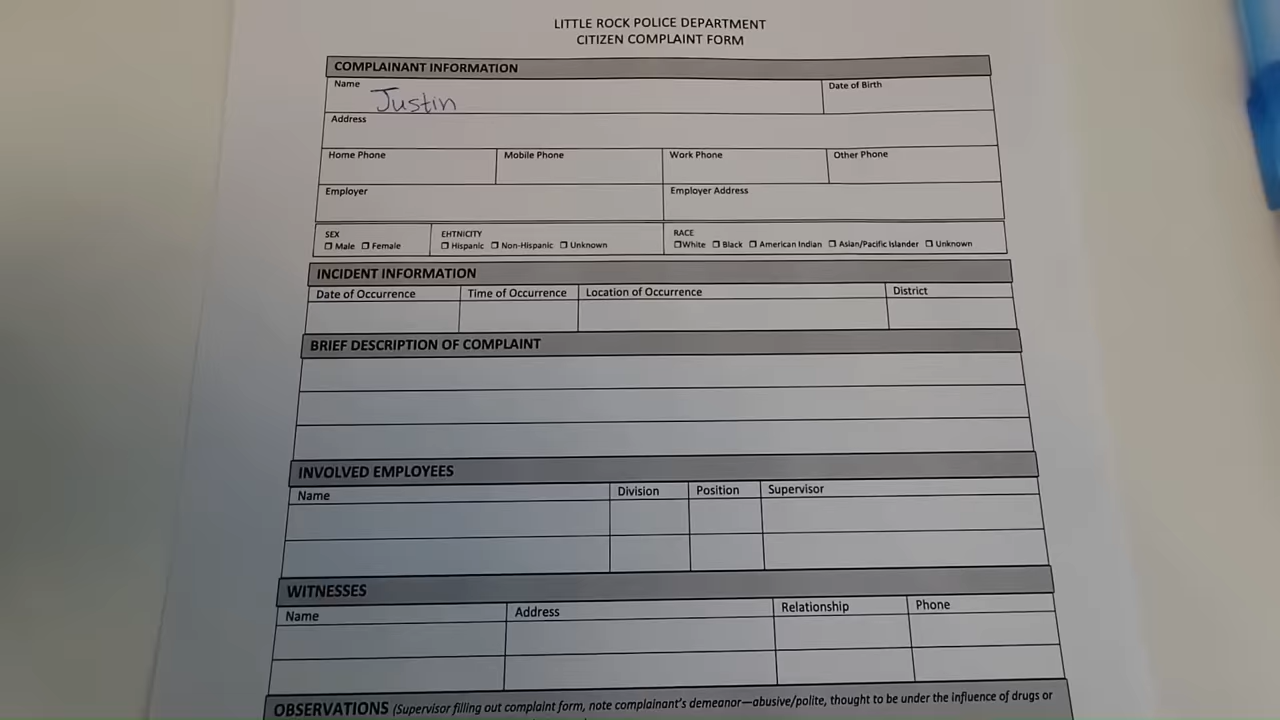 LITTLE ROCK POLICE DEPARTMENT
CITIZEN COMPLAINT FORM
COMPLAINANT INFORMATION
Name Justin Date of Birth
Address
Home Phone Mobile Phone Work Phone Other Phone
Employer Employer Address
SEX EHTNICITY RACE
☐ Male ☐ Female ☐ Hispanic ☐ Non-Hispanic ☐ Unknown ☐White ☐ Black ☐ American Indian ☐ Asian/Pacific Islander ☐ Unknown
INCIDENT INFORMATION
Date of Occurrence Time of Occurrence Location of Occurrence District
BRIEF DESCRIPTION OF COMPLAINT
INVOLVED EMPLOYEES
Name Division Position Supervisor
WITNESSES
Name Address Relationship Phone
OBSERVATIONS (Supervisor filling out complaint form, note complainant's demeanor—abusive/polite, thought to be under the influence of drugs or